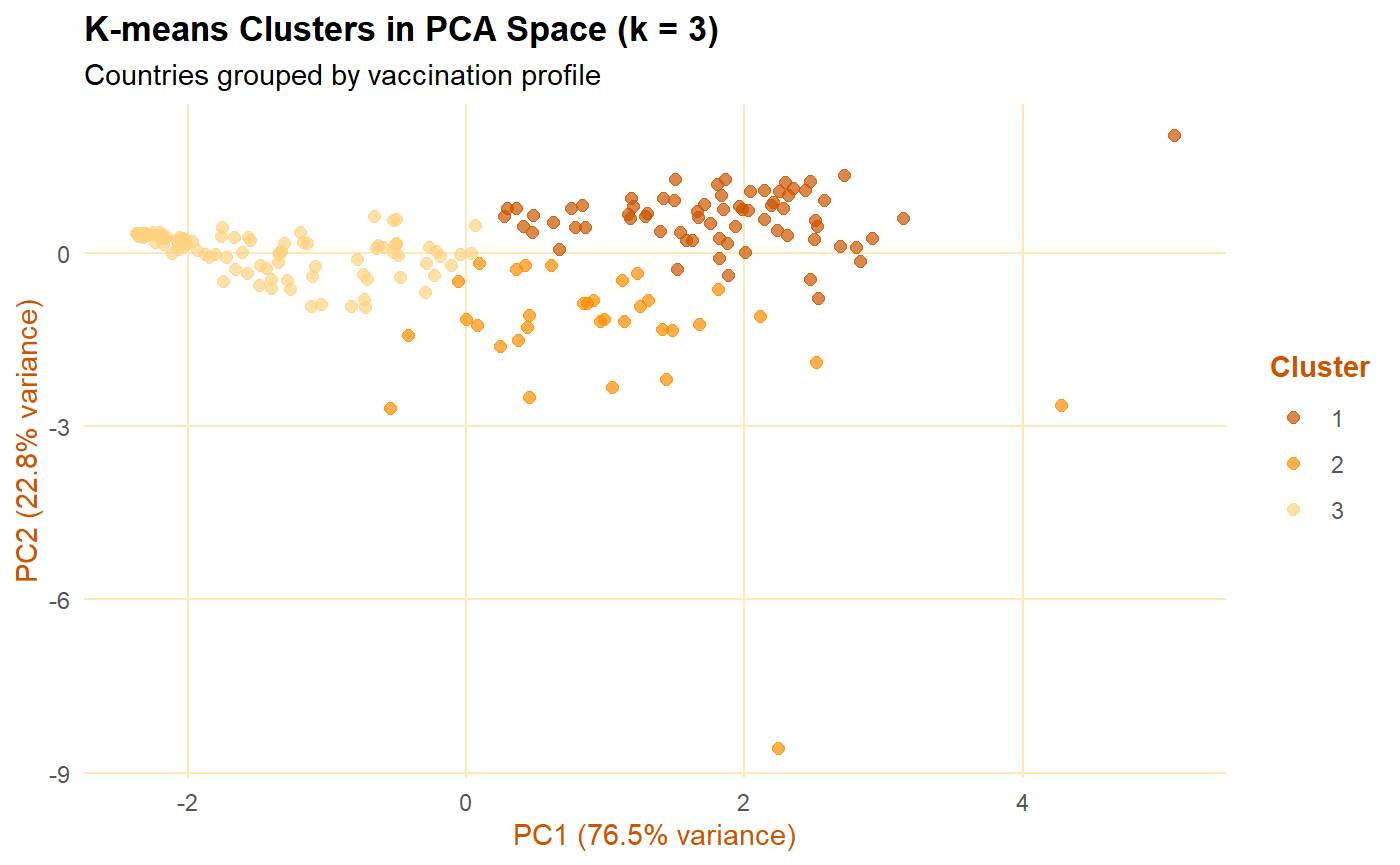 K-means Clusters in PCA Space (k = 3)
Countries grouped by vaccination profile
PC2 (22.8% variance)
0
-3
-6
-9
-2
0
2
4
PC1 (76.5% variance)
Cluster
1
2
3